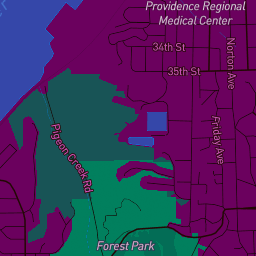 Providence Regional
Medical Center
34th St
35th St
Norton Ave
Friday Ave
Pigeon Creek Rd
Forest Park